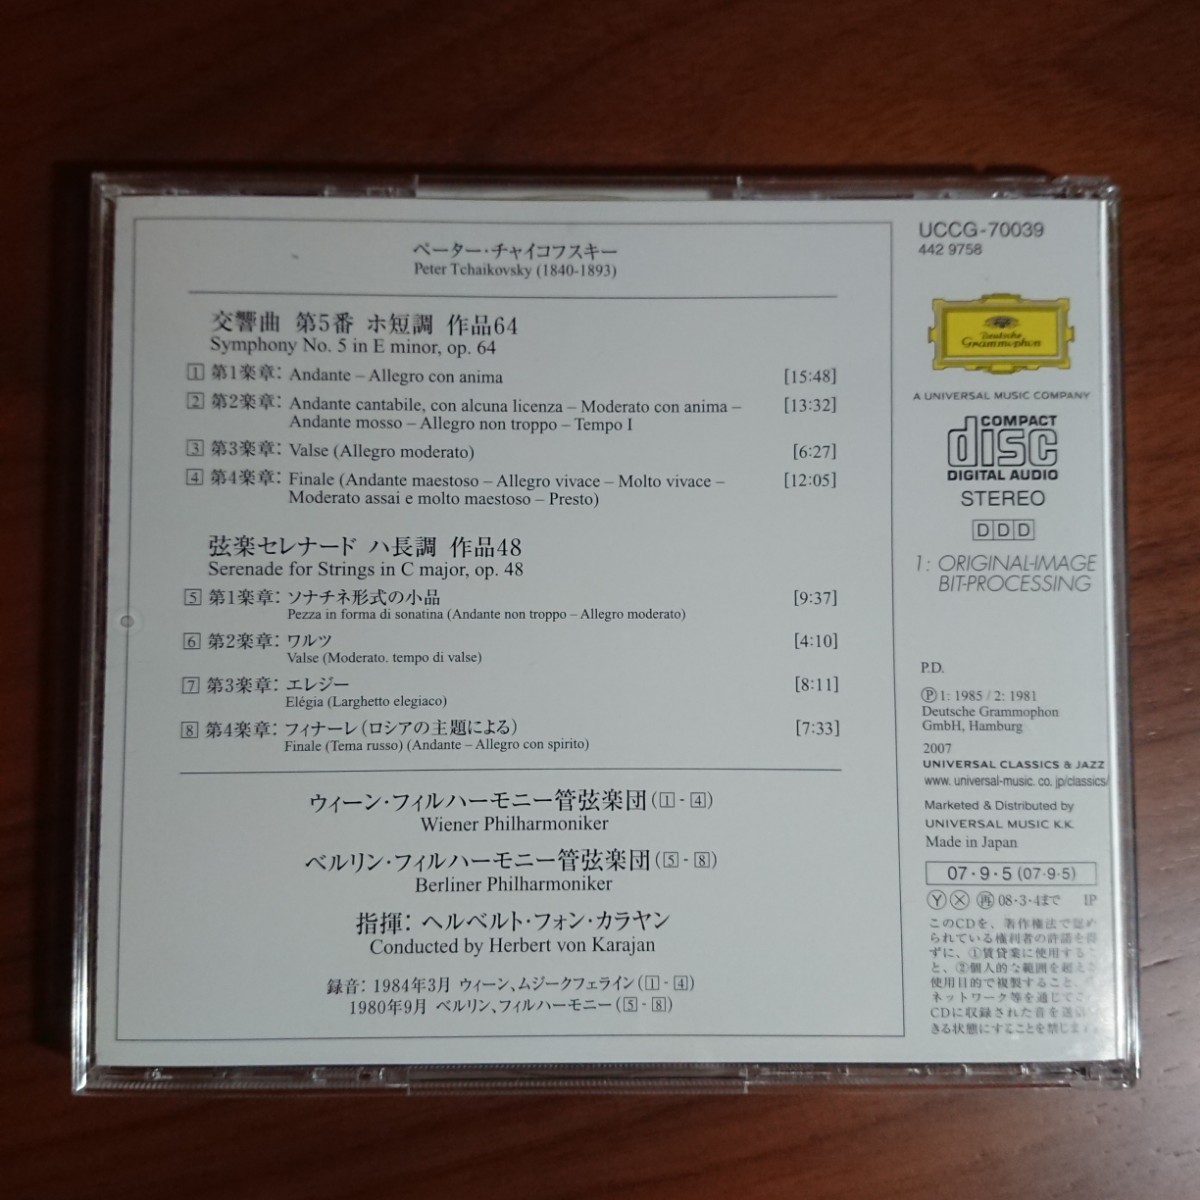 ペーター・チャイコフスキー
Peter Tchaikovsky (1840-1893)
交響曲 第5番 ホ短調 作品64
Symphony No. 5 in E minor, op. 64
1 第1楽章: Andante – Allegro con anima [15:48]
2 第2楽章: Andante cantabile, con alcuna licenza – Moderato con anima – [13:32]
Andante mosso – Allegro non troppo – Tempo I
3 第3楽章: Valse (Allegro moderato) [6:27]
4 第4楽章: Finale (Andante maestoso – Allegro vivace – Molto vivace – [12:05]
Moderato assai e molto maestoso – Presto)
弦楽セレナード ハ長調 作品48
Serenade for Strings in C major, op. 48
5 第1楽章: ソナチネ形式の小品 [9:37]
Pezza in forma di sonatina (Andante non troppo – Allegro moderato)
6 第2楽章: ワルツ [4:10]
Valse (Moderato. tempo di valse)
7 第3楽章: エレジー [8:11]
Elégia (Larghetto elegiaco)
8 第4楽章: フィナーレ(ロシアの主題による) [7:33]
Finale (Tema russo) (Andante – Allegro con spirito)
ウィーン・フィルハーモニー管弦楽団(1 - 4)
Wiener Philharmoniker
ベルリン・フィルハーモニー管弦楽団(5 - 8)
Berliner Philharmoniker
指揮: ヘルベルト・フォン・カラヤン
Conducted by Herbert von Karajan
録音: 1984年3月 ウィーン、ムジークフェライン(1 - 4)
1980年9月 ベルリン、フィルハーモニー(5 - 8)
UCCG-70039
442 9758
Deutsche
Grammophon
A UNIVERSAL MUSIC COMPANY
COMPACT
disc
DIGITAL AUDIO
STEREO
DDD
1: ORIGINAL-IMAGE
BIT-PROCESSING
P.D.
Ⓟ 1: 1985 / 2: 1981
Deutsche Grammophon
GmbH, Hamburg
2007
UNIVERSAL CLASSICS & JAZZ
www. universal-music. co. jp/classics/
Marketed & Distributed by
UNIVERSAL MUSIC K.K.
Made in Japan
07・9・5 (07・9・5)
Ⓨ Ⓧ 再 08・3・4まで 1P
このCDを、著作権法で認め
られている権利者の許諾を得
ずに、①賃貸業に使用するこ
と、②個人的な範囲を超え
使用目的で複製すること、
ネットワーク等を通じてこ
CDに収録された音を送信
きる状態にすることを禁じま